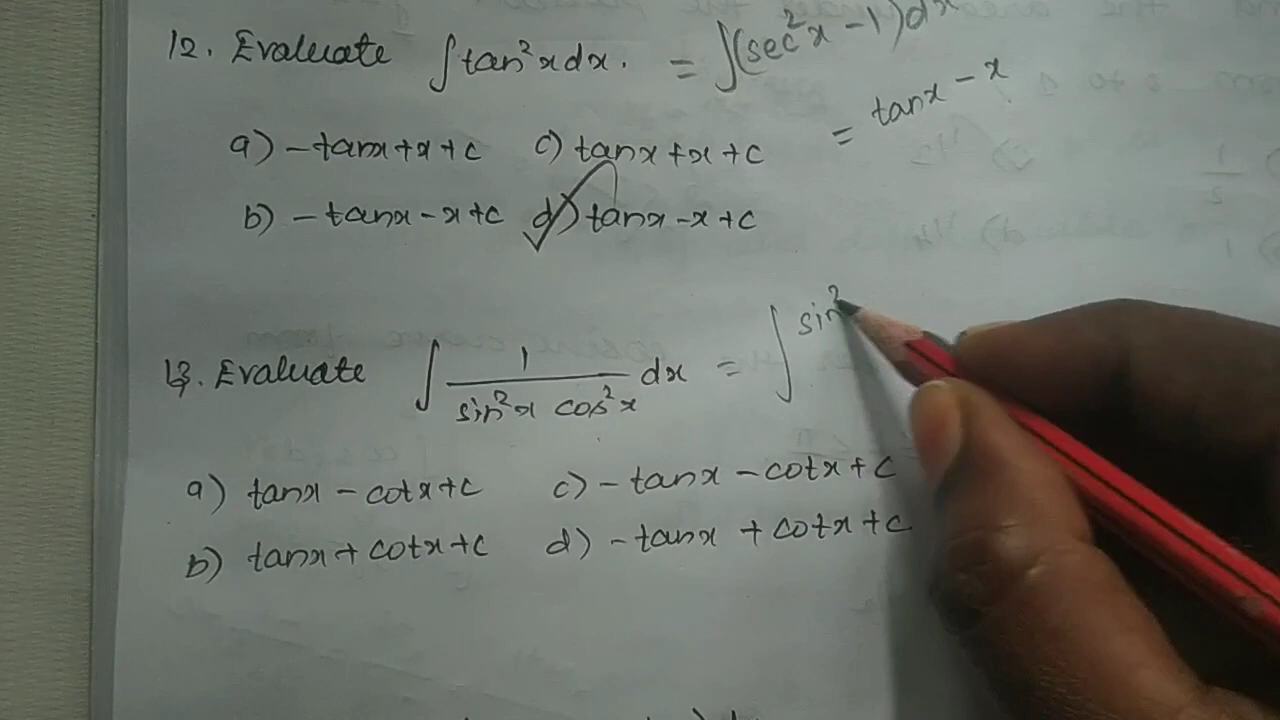 12. Evaluate ∫tan²x dx. = ∫(sec²x - 1)dx
= tanx - x
a) -tanx + x + c c) tanx + x + c
b) - tanx - x + c d) tanx - x + c
13. Evaluate ∫ 1 / sin²x cos²x dx = ∫ sin²
a) tanx - cotx + c c) - tanx - cotx + c
b) tanx + cotx + c d) - tanx + cotx + c